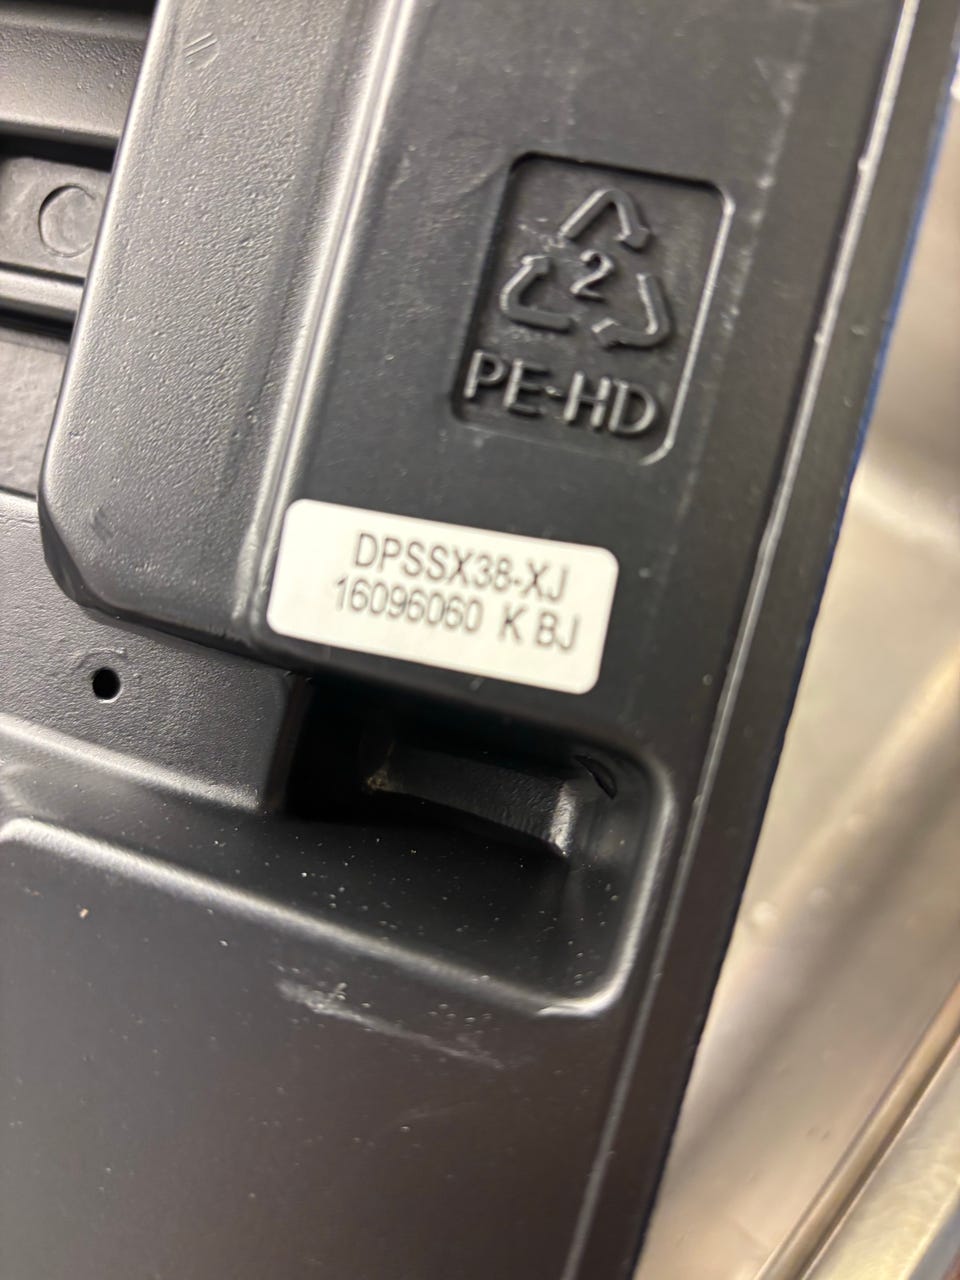 2
PE-HD
DPSSX38-XJ
16096060 K BJ